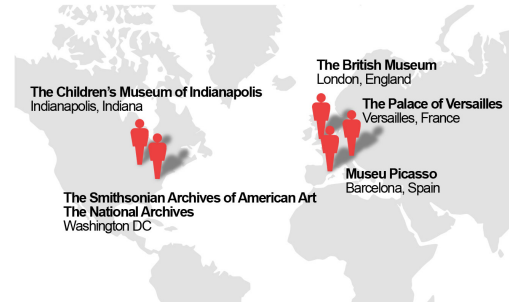 The British Museum
London, England
The Children's Museum of Indianapolis
Indianapolis, Indiana
The Palace of Versailles
Versailles, France
Museu Picasso
Barcelona, Spain
The Smithsonian Archives of American Art
The National Archives
Washington DC